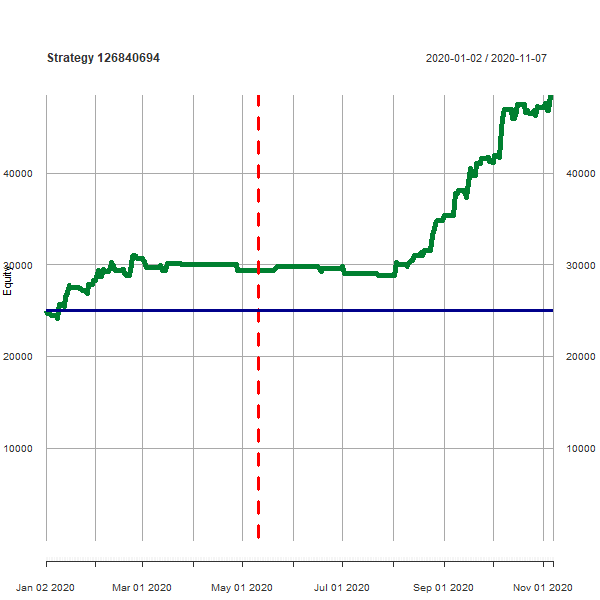 Strategy 126840694
2020-01-02 / 2020-11-07
40000
40000
30000
30000
Equity
20000
20000
10000
10000
Jan 02 2020
Mar 01 2020
May 01 2020
Jul 01 2020
Sep 01 2020
Nov 01 2020